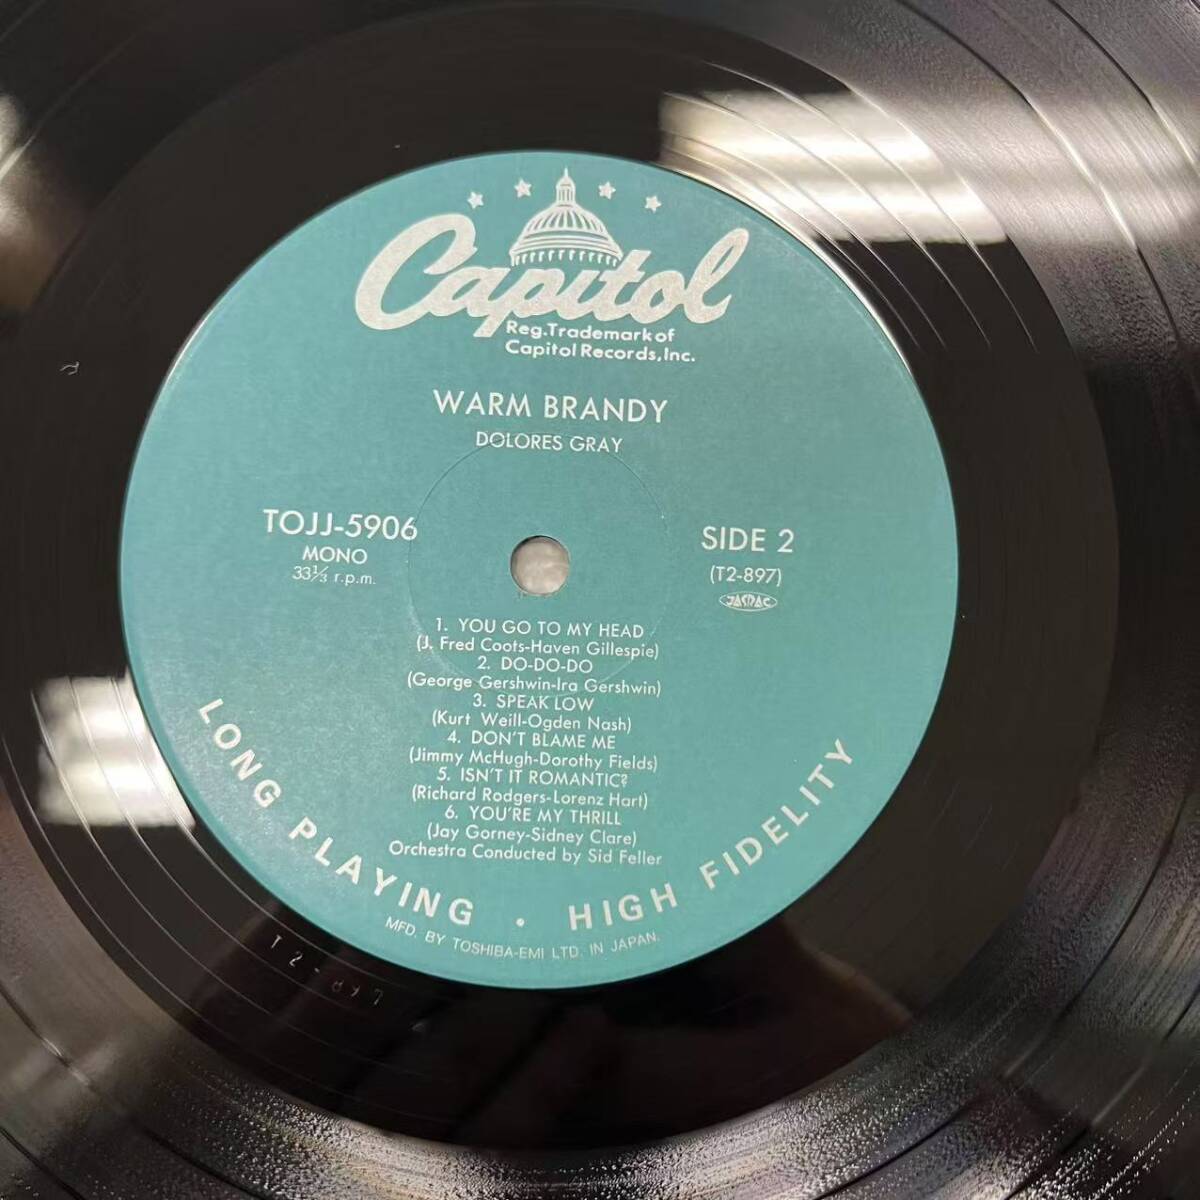 Capitol
Reg. Trademark of
Capitol Records, Inc.
WARM BRANDY
DOLORES GRAY
TOJJ-5906
MONO
33⅓ r.p.m.
SIDE 2
(T2-897)
JASRAC
1. YOU GO TO MY HEAD
(J. Fred Coots-Haven Gillespie)
2. DO-DO-DO
(George Gershwin-Ira Gershwin)
3. SPEAK LOW
(Kurt Weill-Ogden Nash)
4. DON'T BLAME ME
(Jimmy McHugh-Dorothy Fields)
5. ISN'T IT ROMANTIC?
(Richard Rodgers-Lorenz Hart)
6. YOU'RE MY THRILL
(Jay Gorney-Sidney Clare)
Orchestra Conducted by Sid Feller
LONG PLAYING • HIGH FIDELITY
MFD. BY TOSHIBA-EMI LTD. IN JAPAN.
T2-897